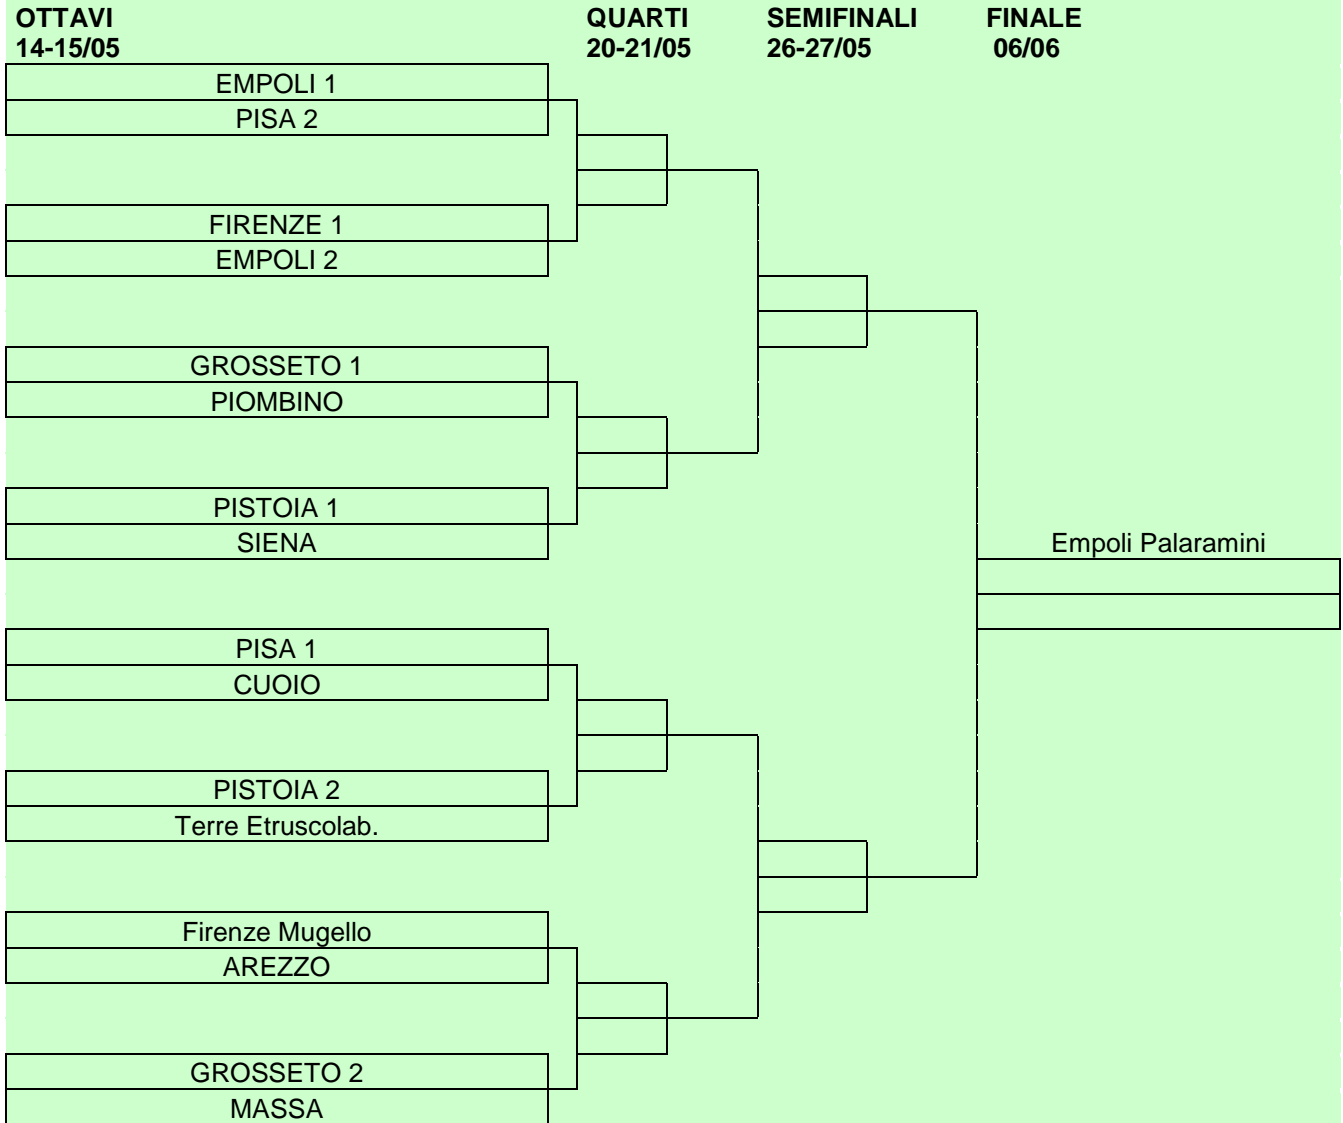 OTTAVI QUARTI SEMIFINALI FINALE
14-15/05 20-21/05 26-27/05 06/06
EMPOLI 1
PISA 2
FIRENZE 1
EMPOLI 2
GROSSETO 1
PIOMBINO
PISTOIA 1
SIENA
Empoli Palaramini
PISA 1
CUOIO
PISTOIA 2
Terre Etruscolab.
Firenze Mugello
AREZZO
GROSSETO 2
MASSA